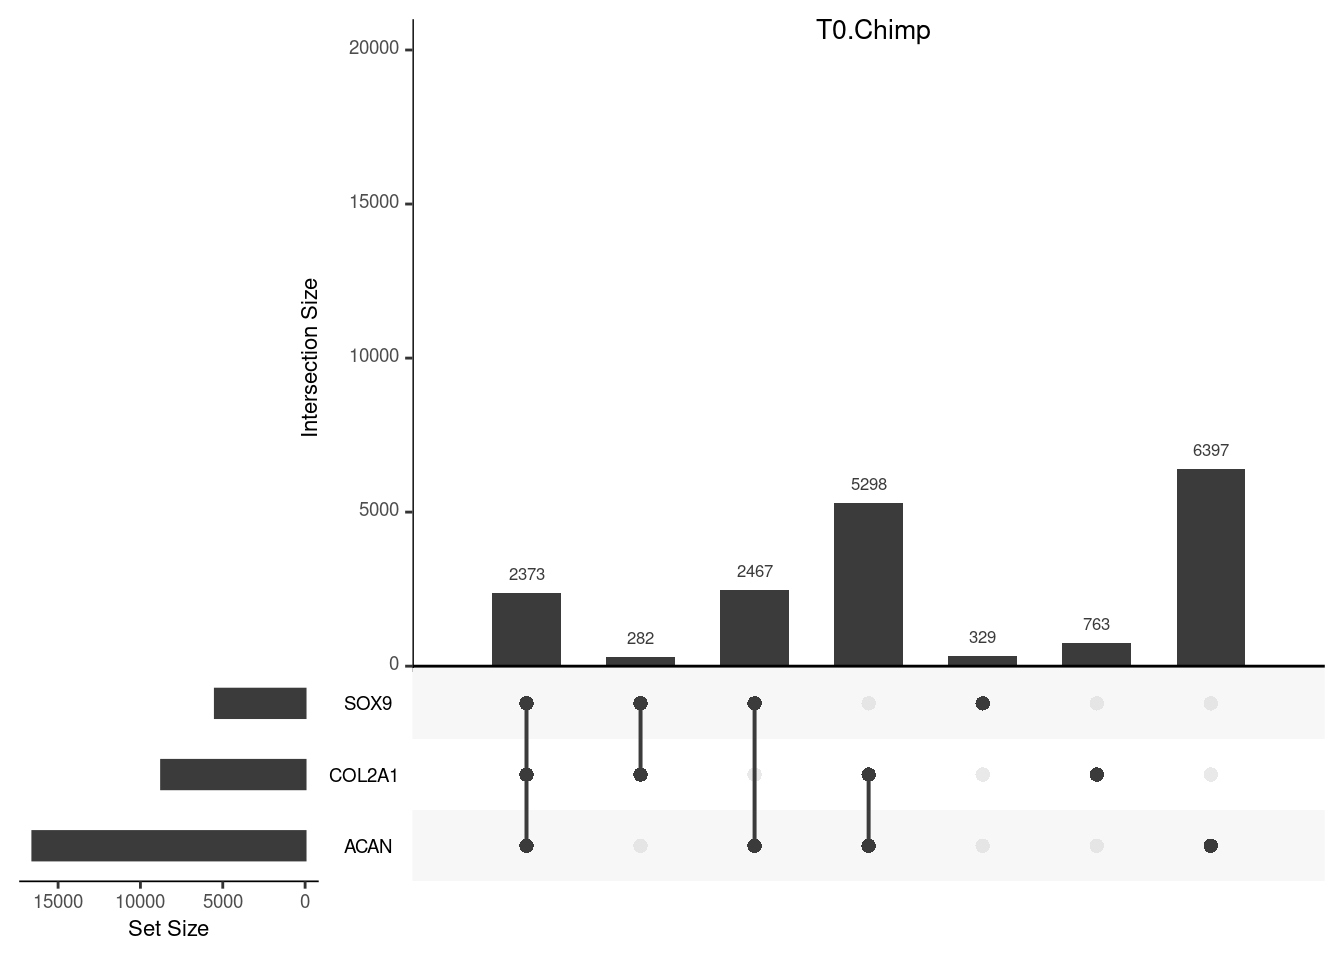 T0.Chimp
20000
15000
10000
5000
0
Intersection Size
2373
282
2467
5298
329
763
6397
SOX9
COL2A1
ACAN
15000 10000 5000 0
Set Size